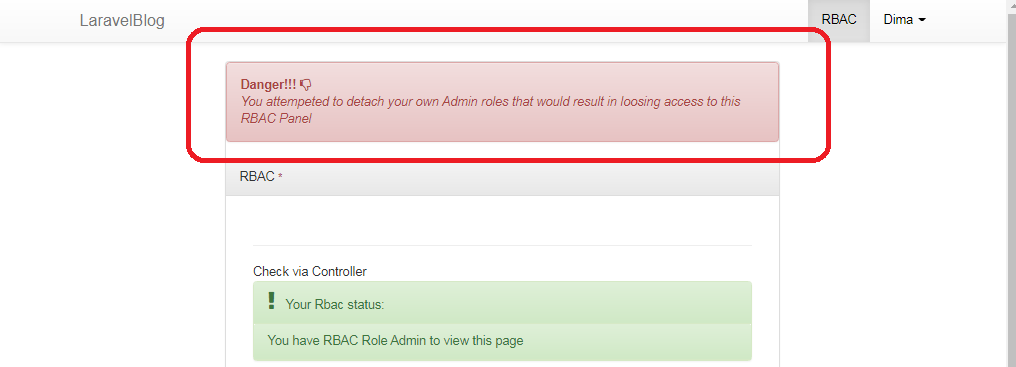 LaravelBlog
RBAC
Dima
Danger!!!
You attempeted to detach your own Admin roles that would result in loosing access to this
RBAC Panel
RBAC *
Check via Controller
! Your Rbac status:
You have RBAC Role Admin to view this page